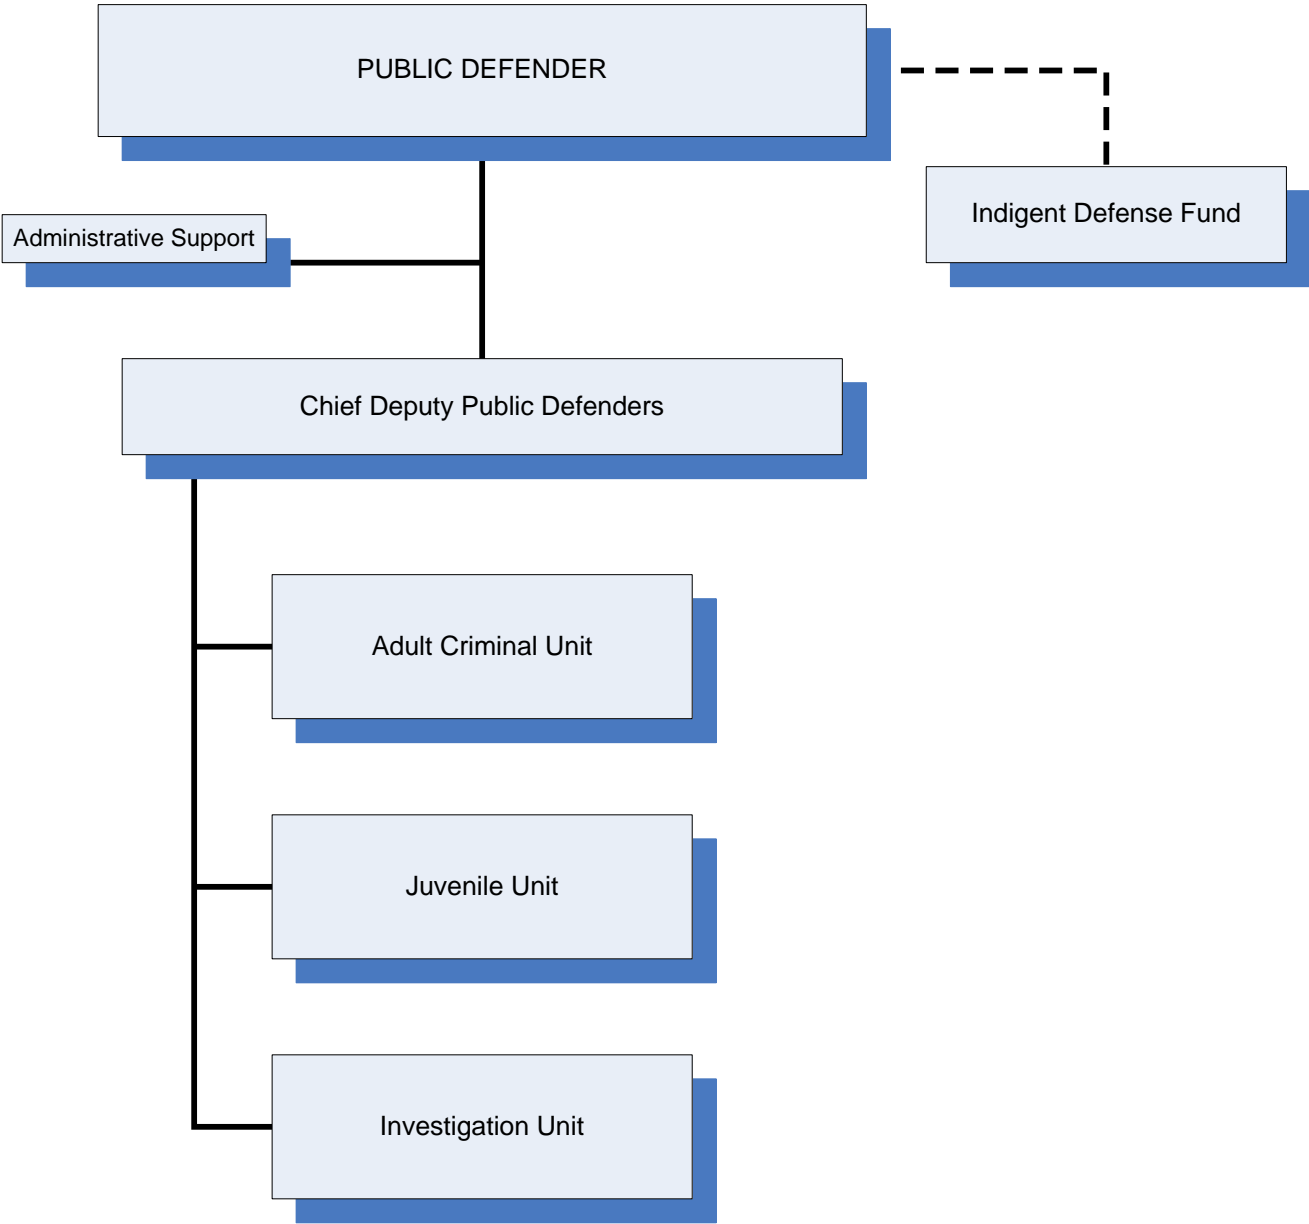 PUBLIC DEFENDER
Indigent Defense Fund
Administrative Support
Chief Deputy Public Defenders
Adult Criminal Unit
Juvenile Unit
Investigation Unit